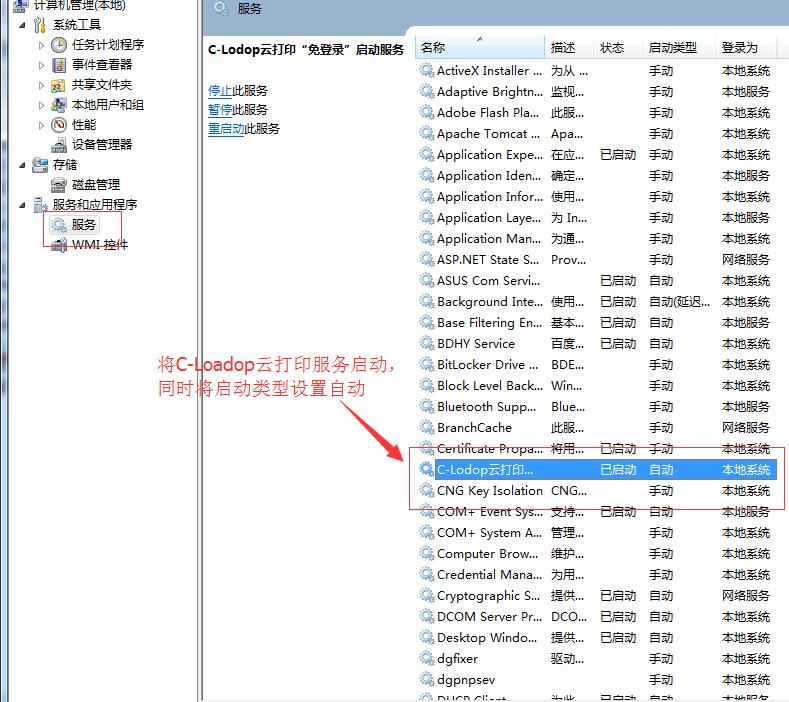 计算机管理(本地)
系统工具
任务计划程序
事件查看器
共享文件夹
本地用户和组
性能
设备管理器
存储
磁盘管理
服务和应用程序
服务
WMI 控件
服务
C-Lodop云打印“免登录”启动服务
停止此服务
暂停此服务
重启动此服务
将C-Loadop云打印服务启动，
同时将启动类型设置自动
名称 描述 状态 启动类型 登录为
ActiveX Installer ... 为从 ... 手动 本地系统
Adaptive Brightn... 监视... 手动 本地服务
Adobe Flash Pla... 此服... 手动 本地系统
Apache Tomcat ... Apa... 手动 本地系统
Application Expe... 在应... 已启动 手动 本地系统
Application Iden... 确定... 手动 本地服务
Application Infor... 使用... 手动 本地系统
Application Laye... 为 In... 手动 本地服务
Application Man... 为通... 手动 本地系统
ASP.NET State S... Prov... 手动 网络服务
ASUS Com Servi... 已启动 自动 本地系统
Background Inte... 使用... 已启动 自动(延迟... 本地系统
Base Filtering En... 基本... 已启动 自动 本地服务
BDHY Service 百度... 已启动 自动 本地系统
BitLocker Drive ... BDE... 手动 本地系统
Block Level Back... Win... 手动 本地系统
Bluetooth Supp... Blue... 手动 本地服务
BranchCache 此服... 手动 网络服务
Certificate Propa... 将用... 已启动 手动 本地系统
C-Lodop云打印... 已启动 自动 本地系统
CNG Key Isolation CNG... 手动 本地系统
COM+ Event Sys... 支持... 已启动 自动 本地服务
COM+ System A... 管理... 手动 本地系统
Computer Brow... 维护... 手动 本地系统
Credential Mana... 为用... 手动 本地系统
Cryptographic S... 提供... 已启动 自动 网络服务
DCOM Server Pr... DCO... 已启动 自动 本地系统
Desktop Windo... 提供... 已启动 自动 本地系统
dgfixer 驱动... 手动 本地系统
dgpnpsev 手动 本地系统
DHCP Client 为此... 已启动 自动 本地服务